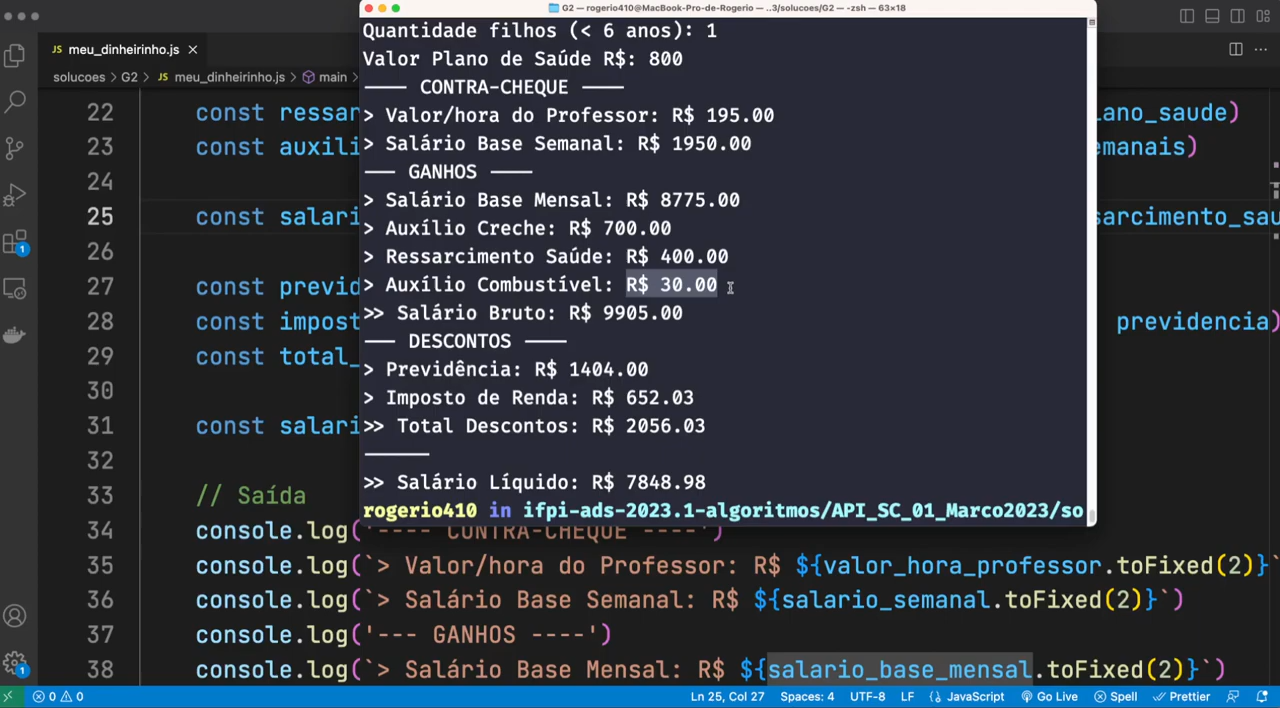 G2 — rogerio410@MacBook-Pro-de-Rogerio — ..3/solucoes/G2 — -zsh — 63×18
JS meu_dinheirinho.js ×
solucoes > G2 > JS meu_dinheirinho.js > main >
Quantidade filhos (< 6 anos): 1
Valor Plano de Saúde R$: 800
---- CONTRA-CHEQUE ----
> Valor/hora do Professor: R$ 195.00
> Salário Base Semanal: R$ 1950.00
--- GANHOS ----
> Salário Base Mensal: R$ 8775.00
> Auxílio Creche: R$ 700.00
> Ressarcimento Saúde: R$ 400.00
> Auxílio Combustível: R$ 30.00
>> Salário Bruto: R$ 9905.00
--- DESCONTOS ----
> Previdência: R$ 1404.00
> Imposto de Renda: R$ 652.03
>> Total Descontos: R$ 2056.03
------
>> Salário Líquido: R$ 7848.98
rogerio410 in ifpi-ads-2023.1-algoritmos/API_SC_01_Marco2023/so
22 const ressar lano_saude)
23 const auxili emanais)
24
25 const salari sarcimento_sau
26
27 const previd
28 const impost previdencia)
29 const total_
30
31 const salari
32
33 // Saída
34 console.log('---- CONTRA-CHEQUE ----')
35 console.log(`> Valor/hora do Professor: R$ ${valor_hora_professor.toFixed(2)}`
36 console.log(`> Salário Base Semanal: R$ ${salario_semanal.toFixed(2)}`)
37 console.log('--- GANHOS ----')
38 console.log(`> Salário Base Mensal: R$ ${salario_base_mensal.toFixed(2)}`)
1
1
0 0 Ln 25, Col 27 Spaces: 4 UTF-8 LF {} JavaScript Go Live Spell Prettier